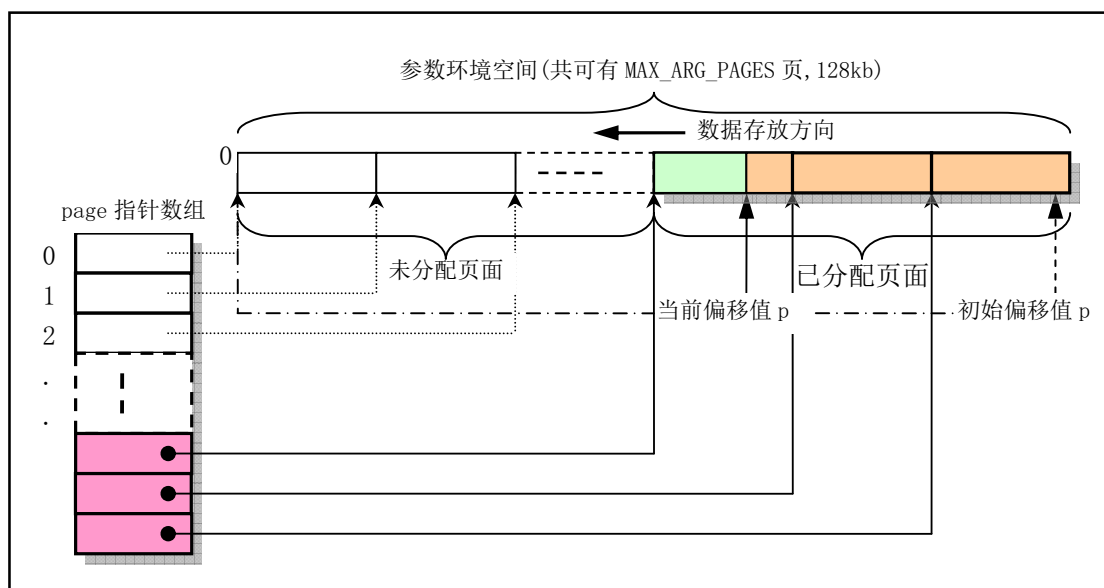 参数环境空间(共可有 MAX_ARG_PAGES 页,128kb)
数据存放方向
0
page 指针数组
0
未分配页面
已分配页面
1
当前偏移值 p
初始偏移值 p
2
.
.